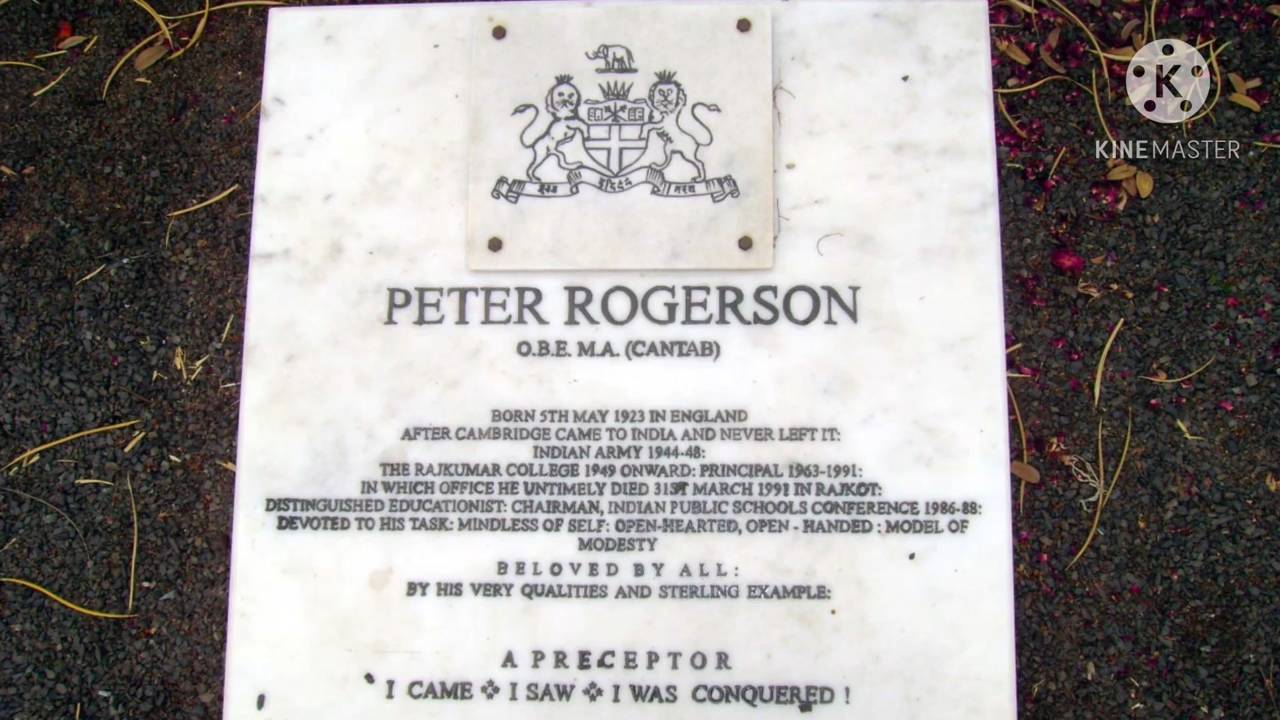 K
KINEMASTER
PETER ROGERSON
O.B.E. M.A. (CANTAB)
BORN 5TH MAY 1923 IN ENGLAND
AFTER CAMBRIDGE CAME TO INDIA AND NEVER LEFT IT:
INDIAN ARMY 1944-48:
THE RAJKUMAR COLLEGE 1949 ONWARD: PRINCIPAL 1963-1991:
IN WHICH OFFICE HE UNTIMELY DIED 31ST MARCH 1991 IN RAJKOT:
DISTINGUISHED EDUCATIONIST: CHAIRMAN, INDIAN PUBLIC SCHOOLS CONFERENCE 1986-88:
DEVOTED TO HIS TASK: MINDLESS OF SELF: OPEN-HEARTED, OPEN - HANDED : MODEL OF
MODESTY
BELOVED BY ALL:
BY HIS VERY QUALITIES AND STERLING EXAMPLE:
A PRECEPTOR
I CAME ✤ I SAW ✤ I WAS CONQUERED !